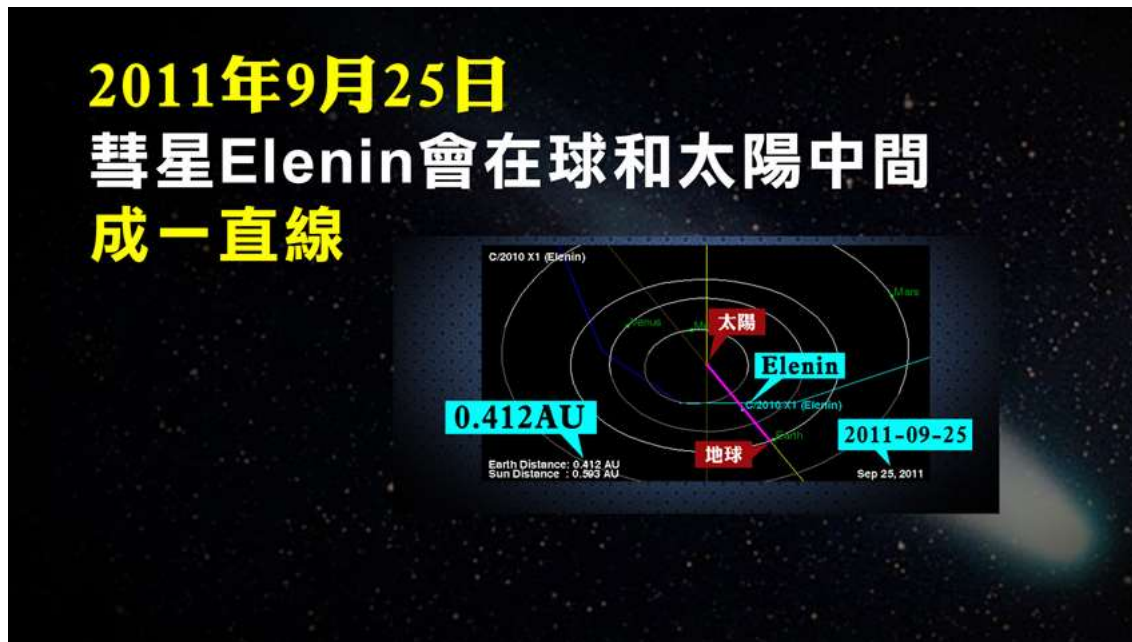 2011年9月25日
彗星Elenin會在球和太陽中間
成一直線
C/2010 X1 (Elenin)
Mars
Venus
太陽
Elenin
C/2010 X1 (Elenin)
0.412AU
Earth
2011-09-25
地球
Earth Distance: 0.412 AU
Sun Distance : 0.593 AU
Sep 25, 2011